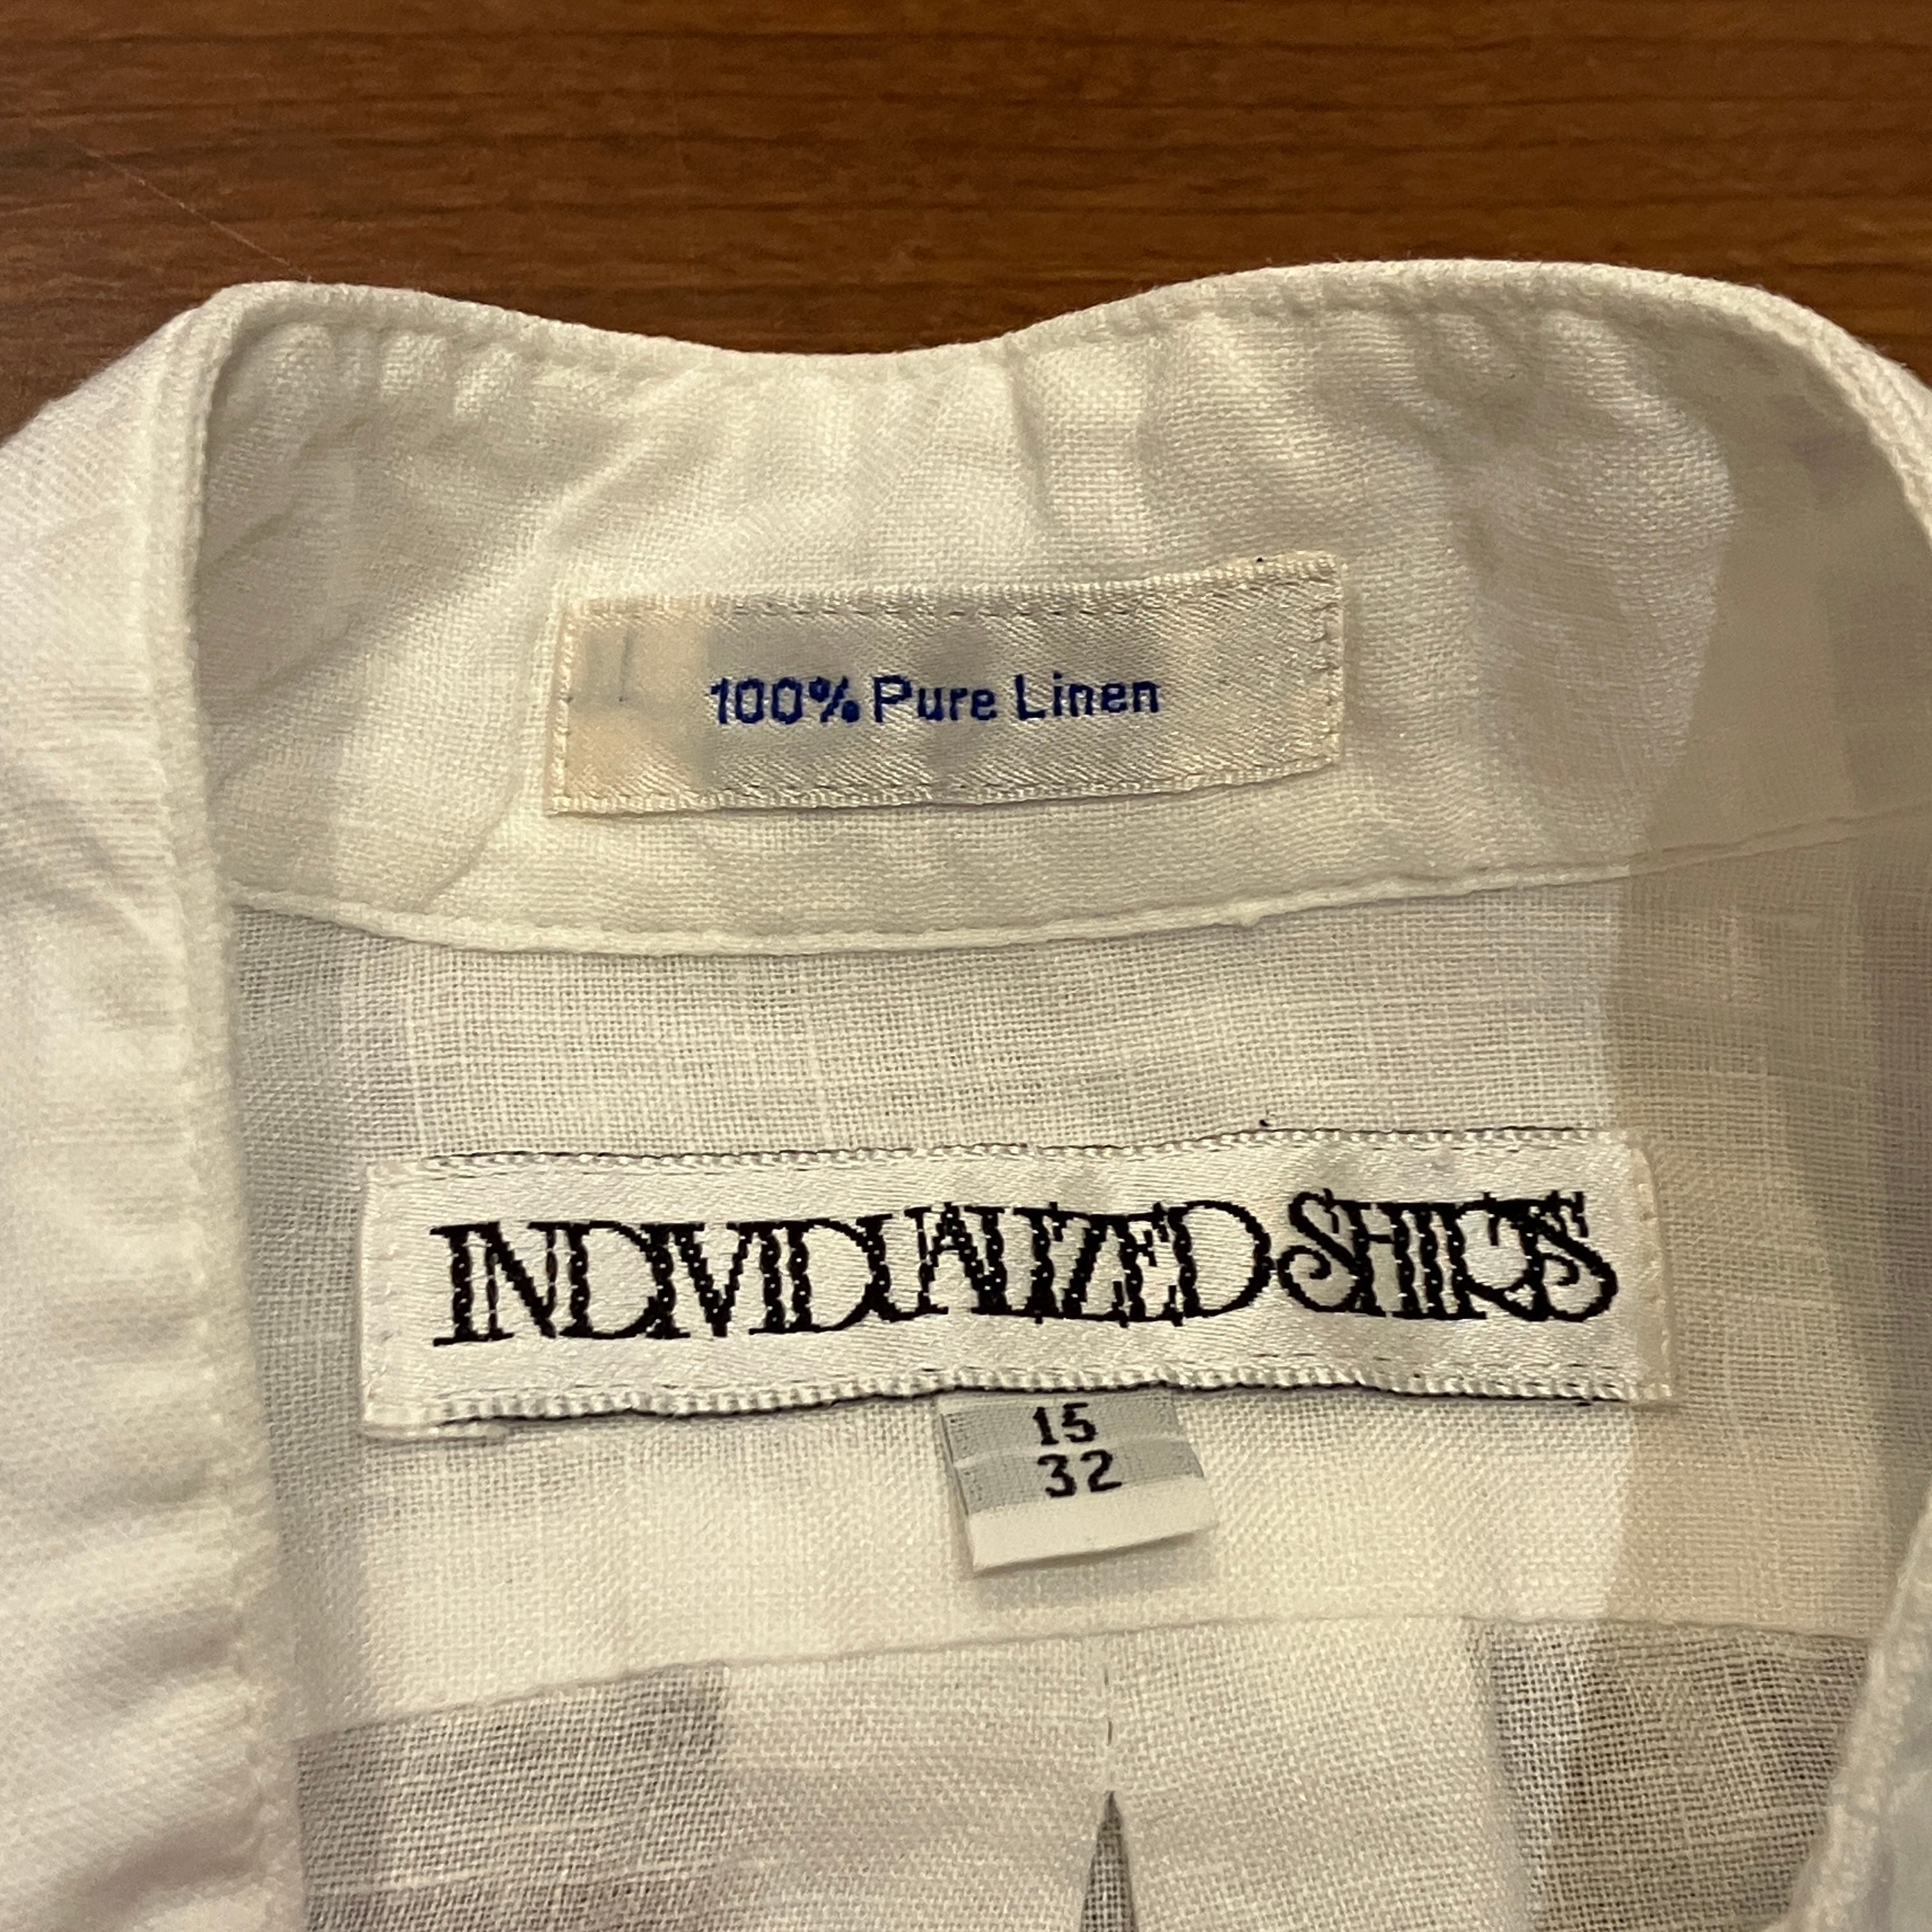 100% Pure Linen
INDIVIDUALIZED SHIRTS
15
32